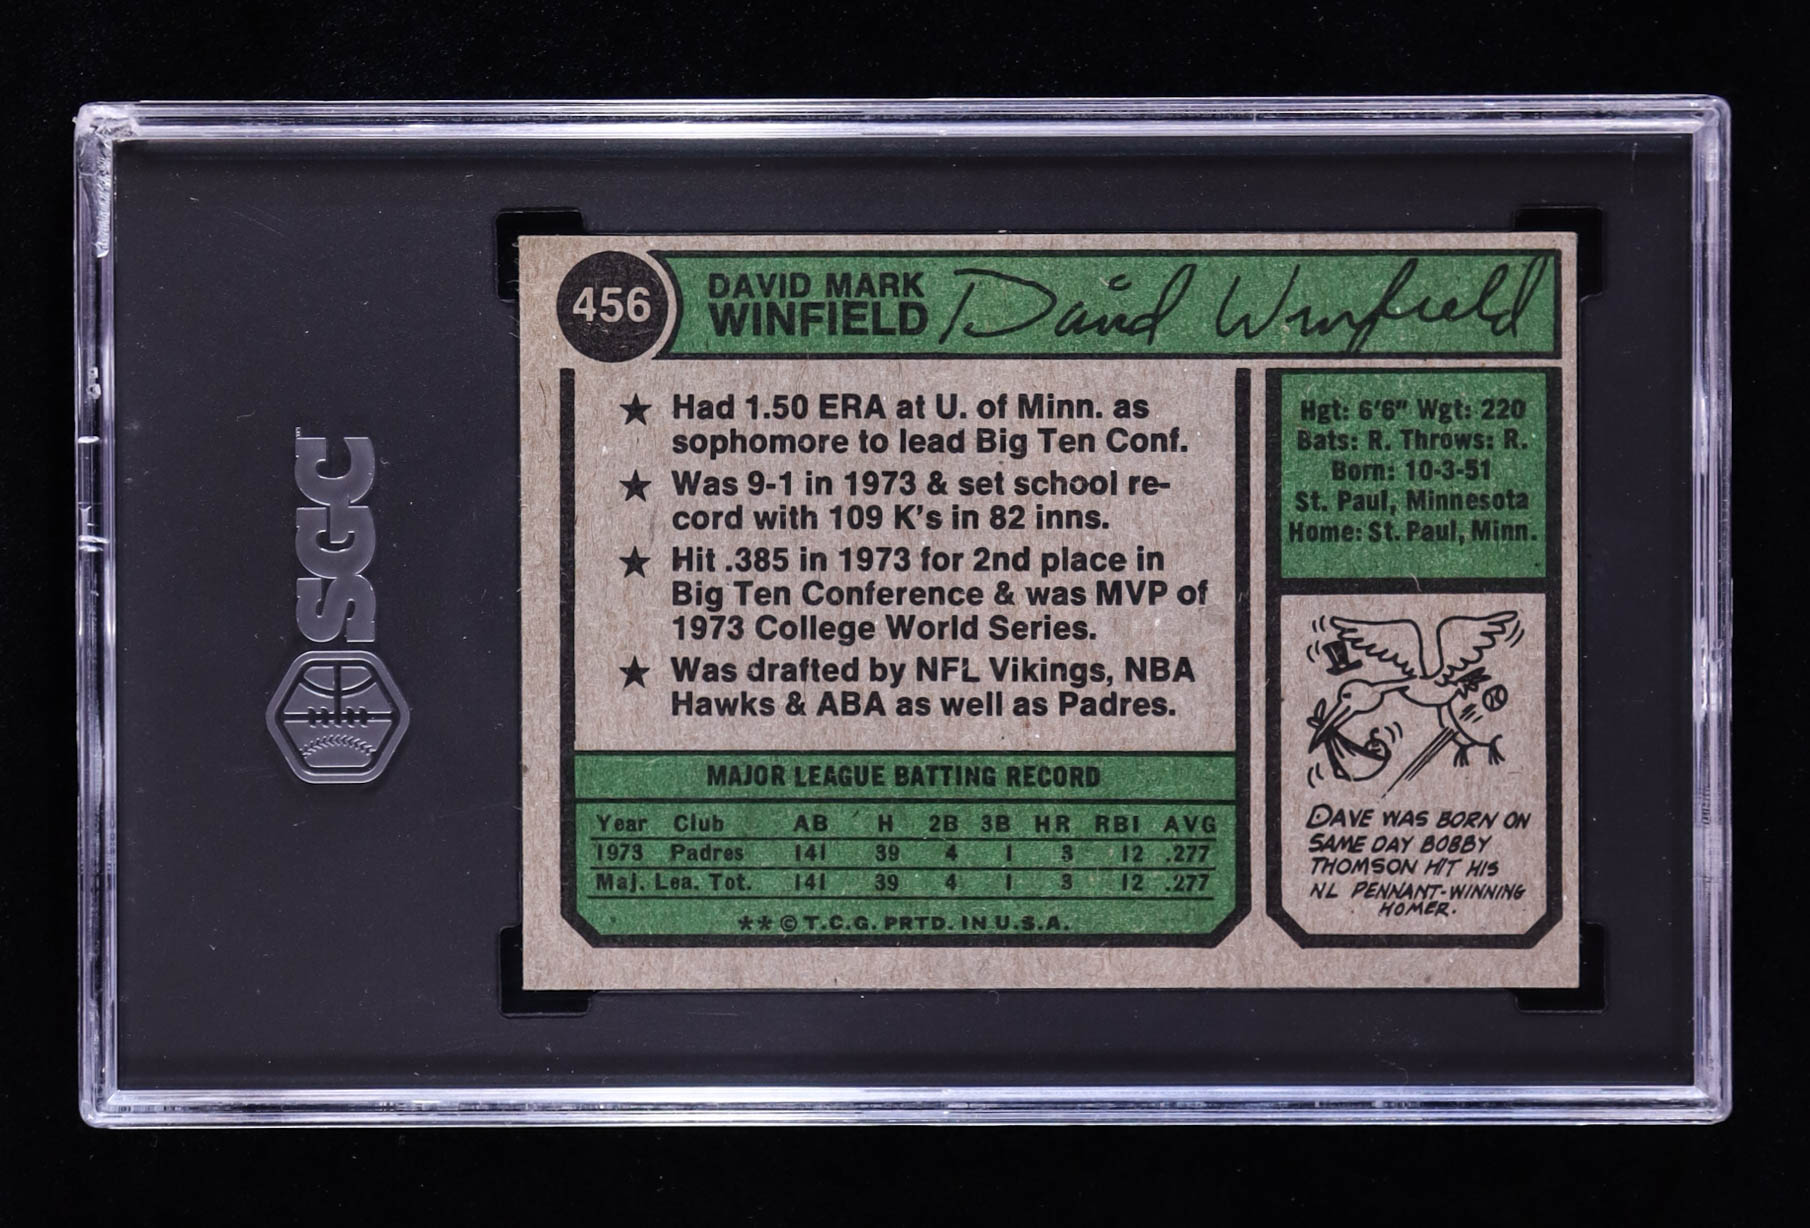 SGC
456
DAVID MARK
WINFIELD
David Winfield
★ Had 1.50 ERA at U. of Minn. as
sophomore to lead Big Ten Conf.
★ Was 9-1 in 1973 & set school re-
cord with 109 K's in 82 inns.
★ Hit .385 in 1973 for 2nd place in
Big Ten Conference & was MVP of
1973 College World Series.
★ Was drafted by NFL Vikings, NBA
Hawks & ABA as well as Padres.
MAJOR LEAGUE BATTING RECORD
Year Club AB H 2B 3B HR RBI AVG
1973 Padres 141 39 4 1 3 12 .277
Maj. Lea. Tot. 141 39 4 1 3 12 .277
**© T.C.G. PRTD. IN U.S.A.
Hgt: 6'6" Wgt: 220
Bats: R. Throws: R.
Born: 10-3-51
St. Paul, Minnesota
Home: St. Paul, Minn.
DAVE WAS BORN ON
SAME DAY BOBBY
THOMSON HIT HIS
NL PENNANT-WINNING
HOMER.